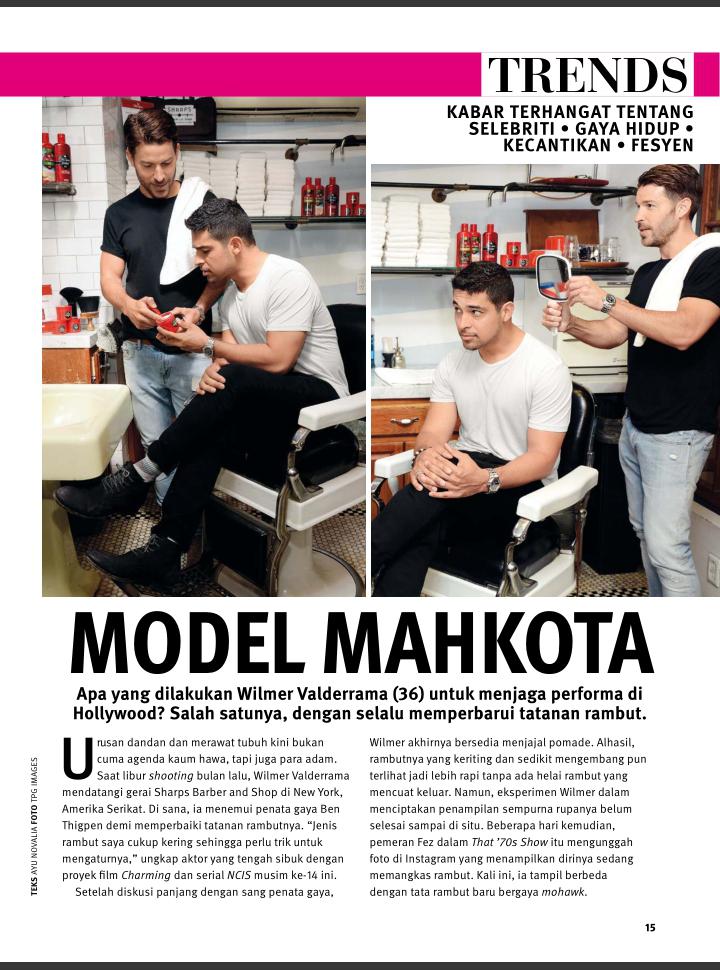 TRENDS
KABAR TERHANGAT TENTANG
SELEBRITI • GAYA HIDUP •
KECANTIKAN • FESYEN
SHARPS
MODEL MAHKOTA
Apa yang dilakukan Wilmer Valderrama (36) untuk menjaga performa di
Hollywood? Salah satunya, dengan selalu memperbarui tatanan rambut.
Urusan dandan dan merawat tubuh kini bukan
cuma agenda kaum hawa, tapi juga para adam.
Saat libur shooting bulan lalu, Wilmer Valderrama
mendatangi gerai Sharps Barber and Shop di New York,
Amerika Serikat. Di sana, ia menemui penata gaya Ben
Thigpen demi memperbaiki tatanan rambutnya. “Jenis
rambut saya cukup kering sehingga perlu trik untuk
mengaturnya,” ungkap aktor yang tengah sibuk dengan
proyek film Charming dan serial NCIS musim ke-14 ini.
Setelah diskusi panjang dengan sang penata gaya,
Wilmer akhirnya bersedia menjajal pomade. Alhasil,
rambutnya yang keriting dan sedikit mengembang pun
terlihat jadi lebih rapi tanpa ada helai rambut yang
mencuat keluar. Namun, eksperimen Wilmer dalam
menciptakan penampilan sempurna rupanya belum
selesai sampai di situ. Beberapa hari kemudian,
pemeran Fez dalam That ’70s Show itu mengunggah
foto di Instagram yang menampilkan dirinya sedang
memangkas rambut. Kali ini, ia tampil berbeda
dengan tata rambut baru bergaya mohawk.
TEKS AYU NOVALIA FOTO TPG IMAGES
15